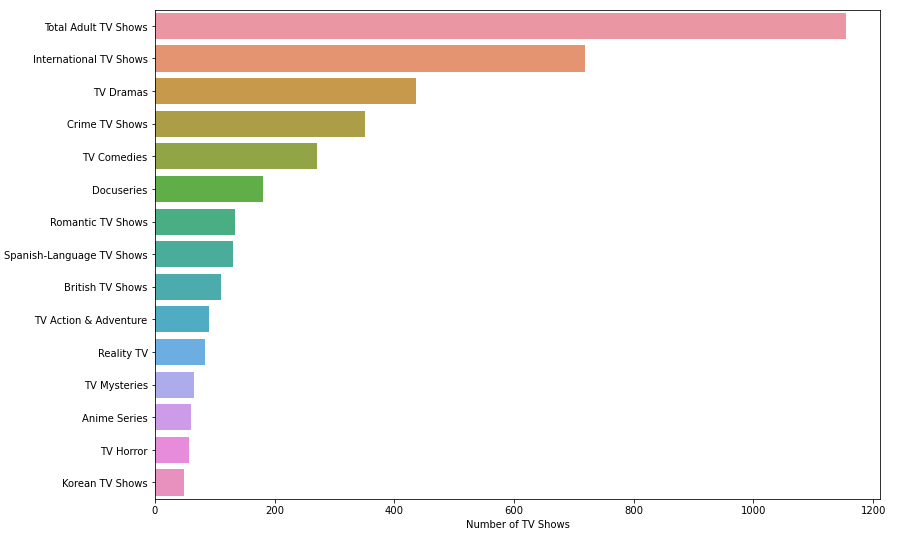 Total Adult TV Shows
International TV Shows
TV Dramas
Crime TV Shows
TV Comedies
Docuseries
Romantic TV Shows
Spanish-Language TV Shows
British TV Shows
TV Action & Adventure
Reality TV
TV Mysteries
Anime Series
TV Horror
Korean TV Shows
0 200 400 600 800 1000 1200
Number of TV Shows